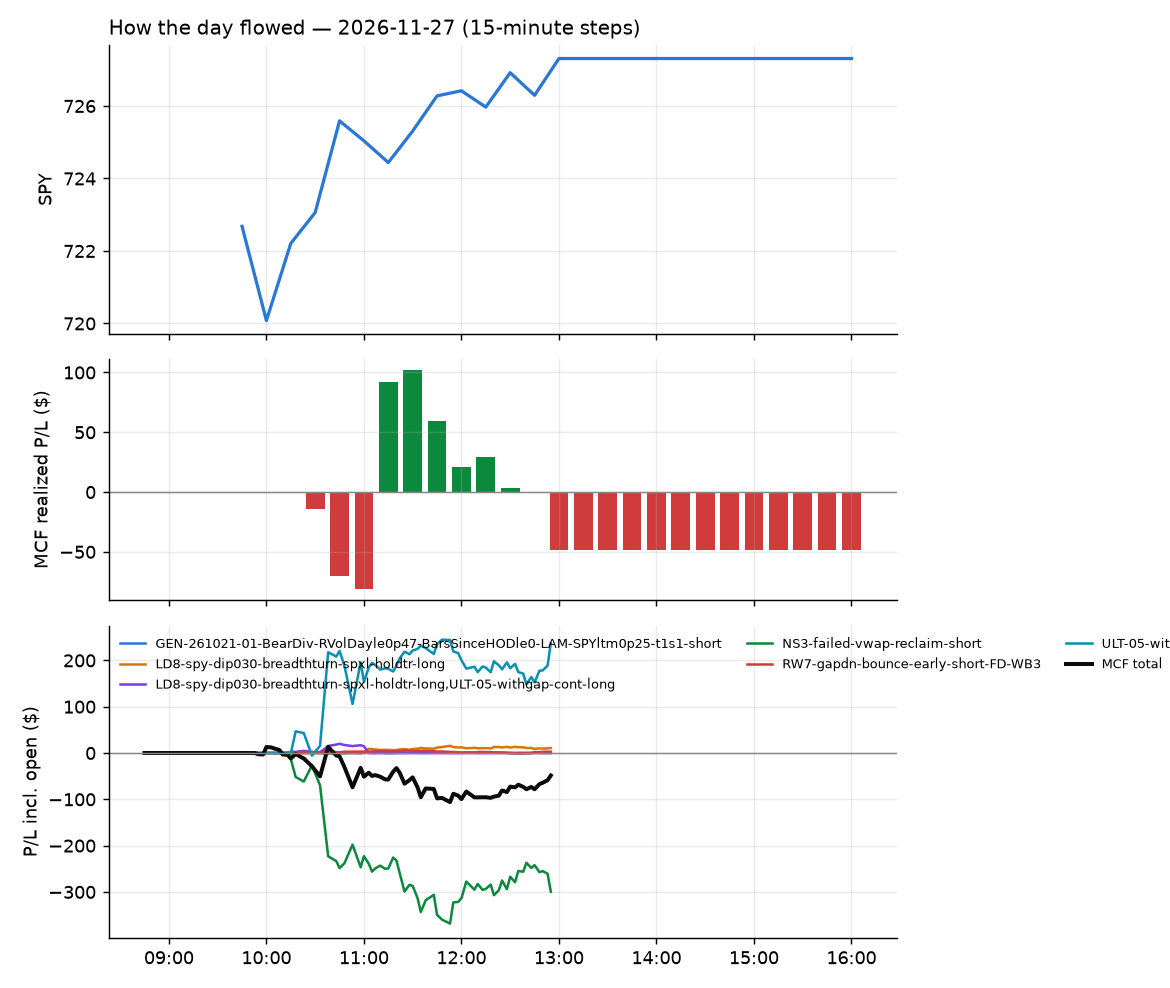 How the day flowed — 2026-11-27 (15-minute steps)
SPY
726
724
722
720
MCF realized P/L ($)
100
50
0
−50
P/L incl. open ($)
GEN-261021-01-BearDiv-RVolDayle0p47-BarsSinceHODle0-LAM-SPYltm0p25-t1s1-short
LD8-spy-dip030-breadthturn-spxl-holdtr-long
LD8-spy-dip030-breadthturn-spxl-holdtr-long,ULT-05-withgap-cont-long
NS3-failed-vwap-reclaim-short
RW7-gapdn-bounce-early-short-FD-WB3
ULT-05-wit
MCF total
200
100
0
−100
−200
−300
09:00 10:00 11:00 12:00 13:00 14:00 15:00 16:00